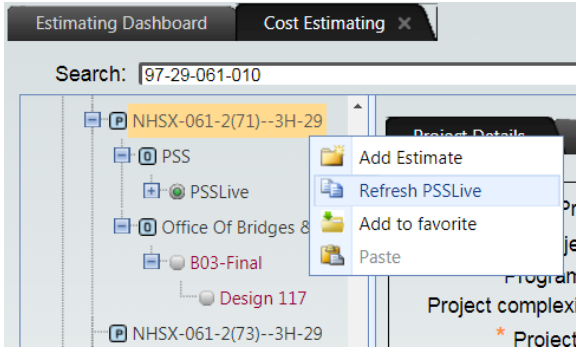 Estimating Dashboard
Cost Estimating
Search: 97-29-061-010
P NHSX-061-2(71)--3H-29
O PSS
PSSLive
O Office Of Bridges &
B03-Final
Design 117
P NHSX-061-2(73)--3H-29
Add Estimate
Refresh PSSLive
Add to favorite
Paste
Project Details
Program
Project complexi
* Project